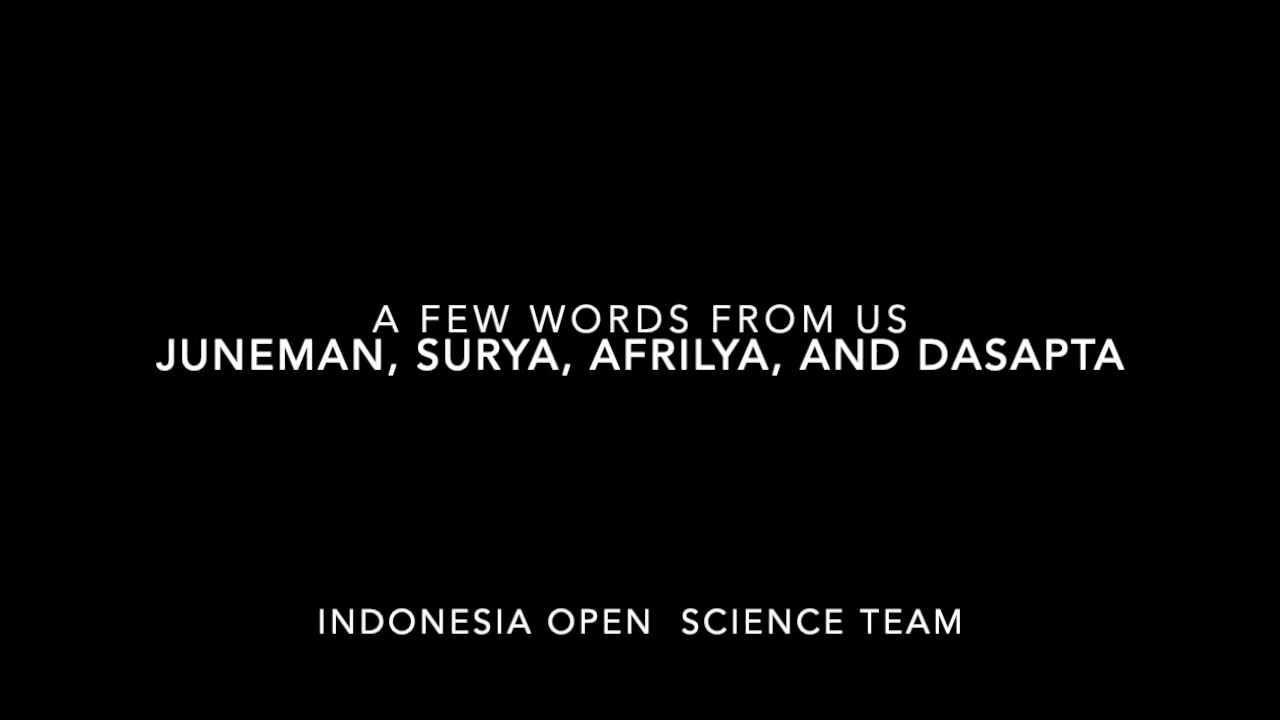 A FEW WORDS FROM US
JUNEMAN, SURYA, AFRILYA, AND DASAPTA
INDONESIA OPEN  SCIENCE TEAM